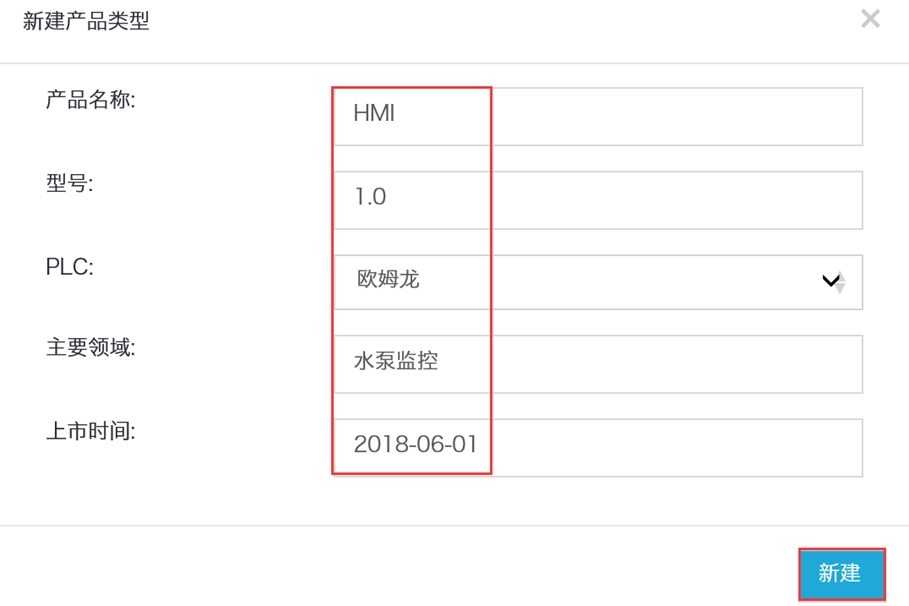 新建产品类型
产品名称: HMI
型号: 1.0
PLC: 欧姆龙
主要领域: 水泵监控
上市时间: 2018-06-01
新建